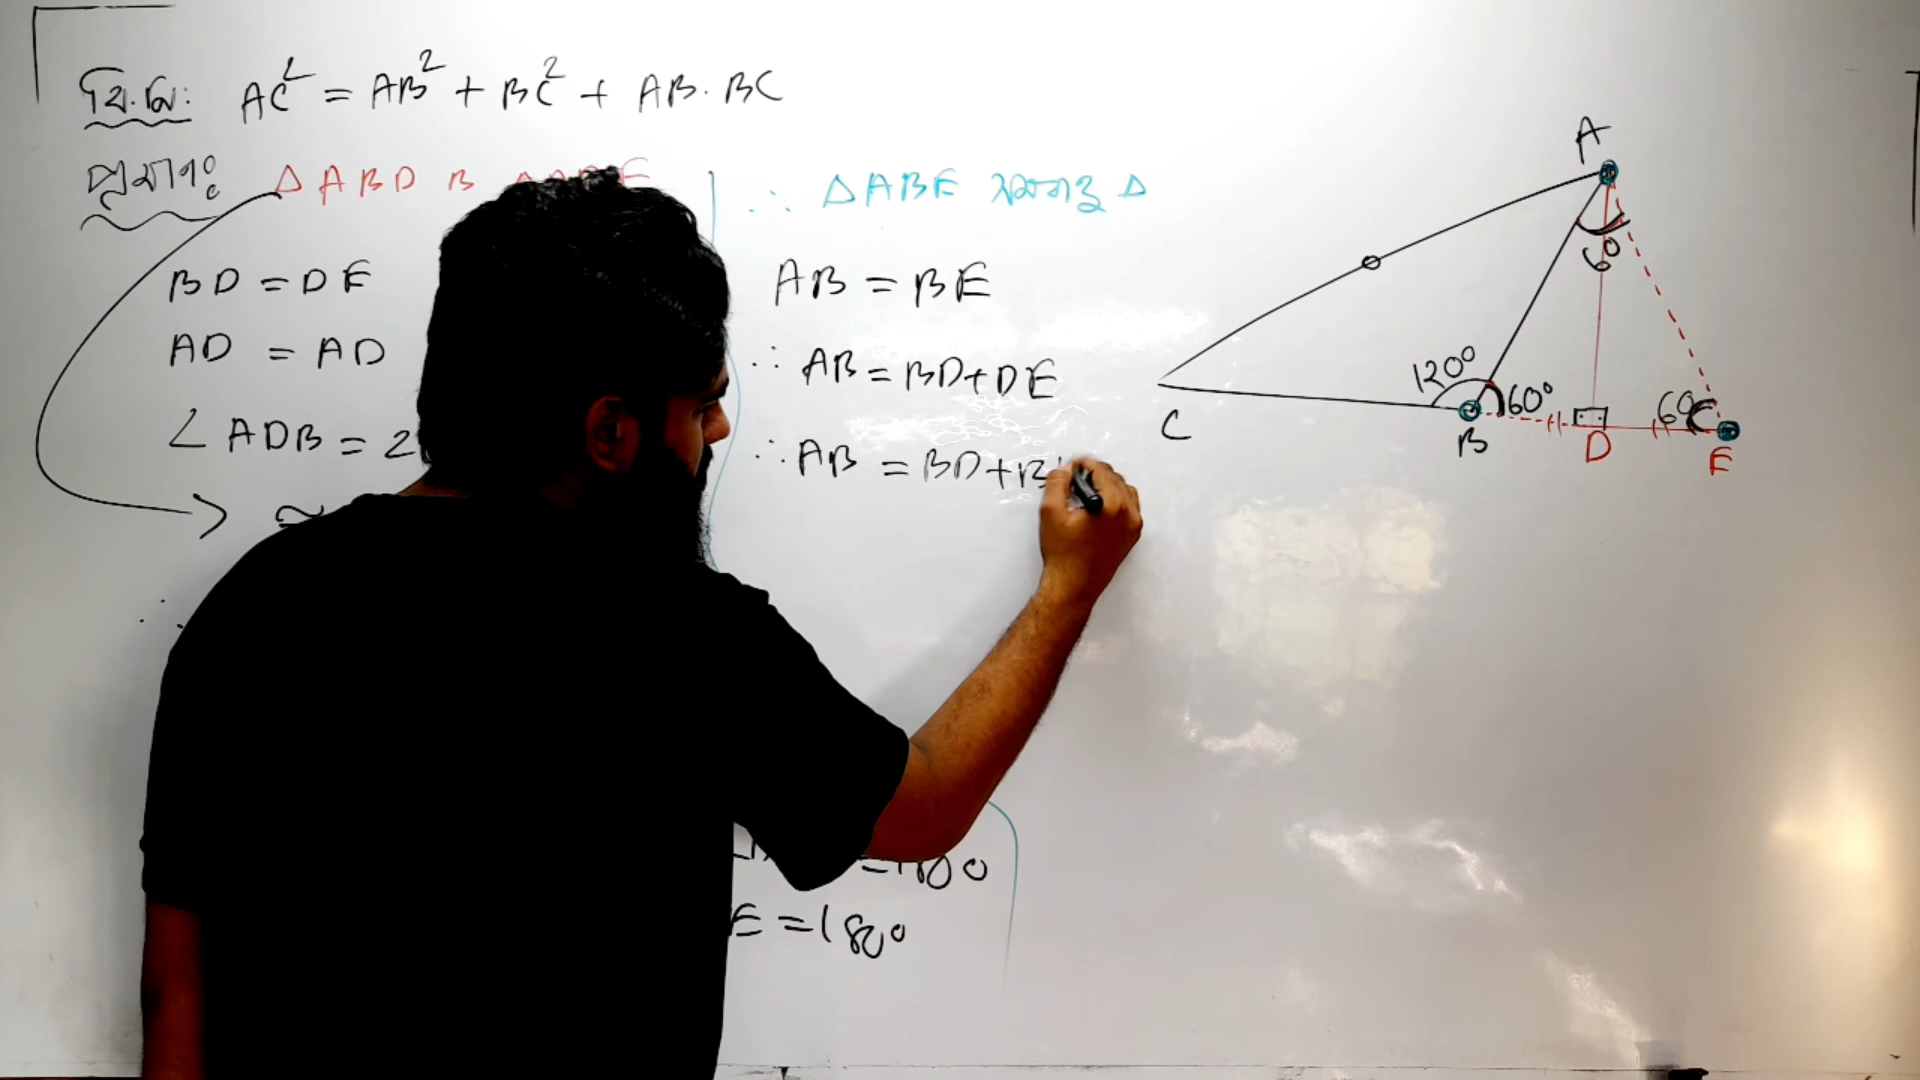 বি.নি: AC² = AB² + BC² + AB. BC
প্রমাণঃ Δ ABD ও
BD = DE
AD = AD
∠ ADB = 2
≅
∴ Δ ABE সমবাহু Δ
AB = BE
∴ AB = BD + DE
∴ AB = BD + B
E = 180
A
60
120°
60°
60
C
B
D
E